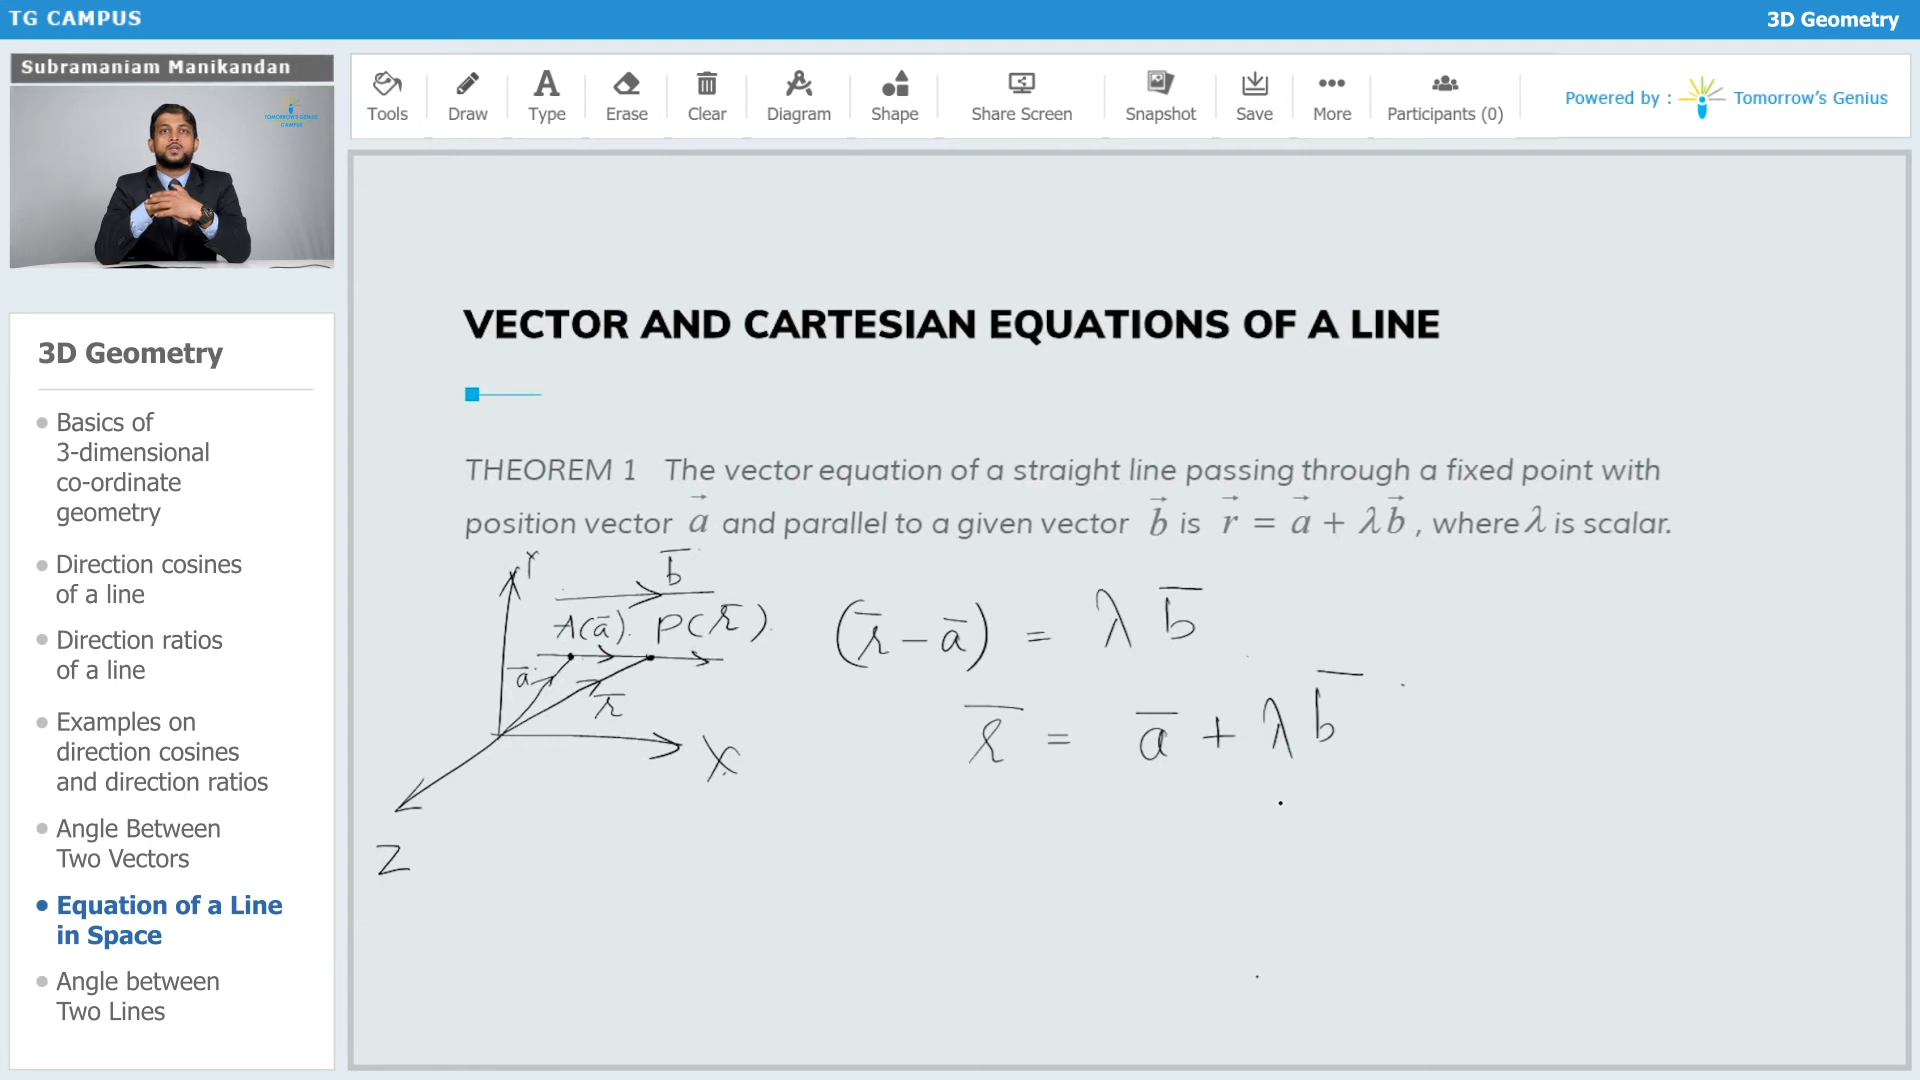 TG CAMPUS
3D Geometry
Subramaniam Manikandan
TOMORROW'S GENIUS
CAMPUS
Tools
Draw
Type
Erase
Clear
Diagram
Shape
Share Screen
Snapshot
Save
More
Participants (0)
Powered by :
Tomorrow's Genius
3D Geometry
Basics of
3-dimensional
co-ordinate
geometry
Direction cosines
of a line
Direction ratios
of a line
Examples on
direction cosines
and direction ratios
Angle Between
Two Vectors
Equation of a Line
in Space
Angle between
Two Lines
VECTOR AND CARTESIAN EQUATIONS OF A LINE
THEOREM 1 The vector equation of a straight line passing through a fixed point with
position vector a⃗ and parallel to a given vector b⃗ is r⃗ = a⃗ + λb⃗ , where λ is scalar.
Y
b̅
A(a̅). P(r̅).
a̅
r̅
X
Z
(r̅ − a̅) = λ b̅
r̅ = a̅ + λ b̅